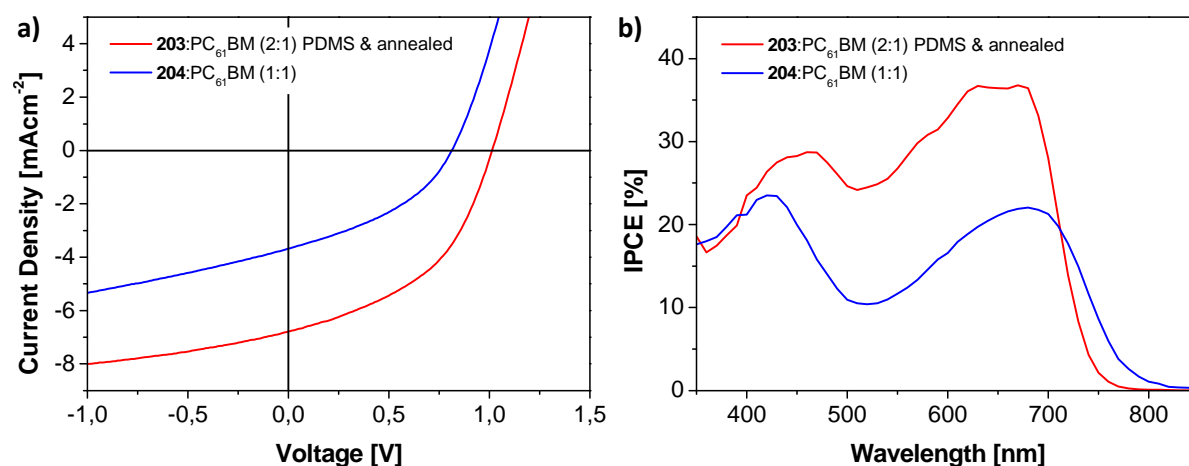 a)
203:PC61BM (2:1) PDMS & annealed
204:PC61BM (1:1)
4
2
0
-2
-4
-6
-8
Current Density [mAcm-2]
-1,0
-0,5
0,0
0,5
1,0
1,5
Voltage [V]
b)
203:PC61BM (2:1) PDMS & annealed
204:PC61BM (1:1)
40
30
20
10
0
IPCE [%]
400
500
600
700
800
Wavelength [nm]